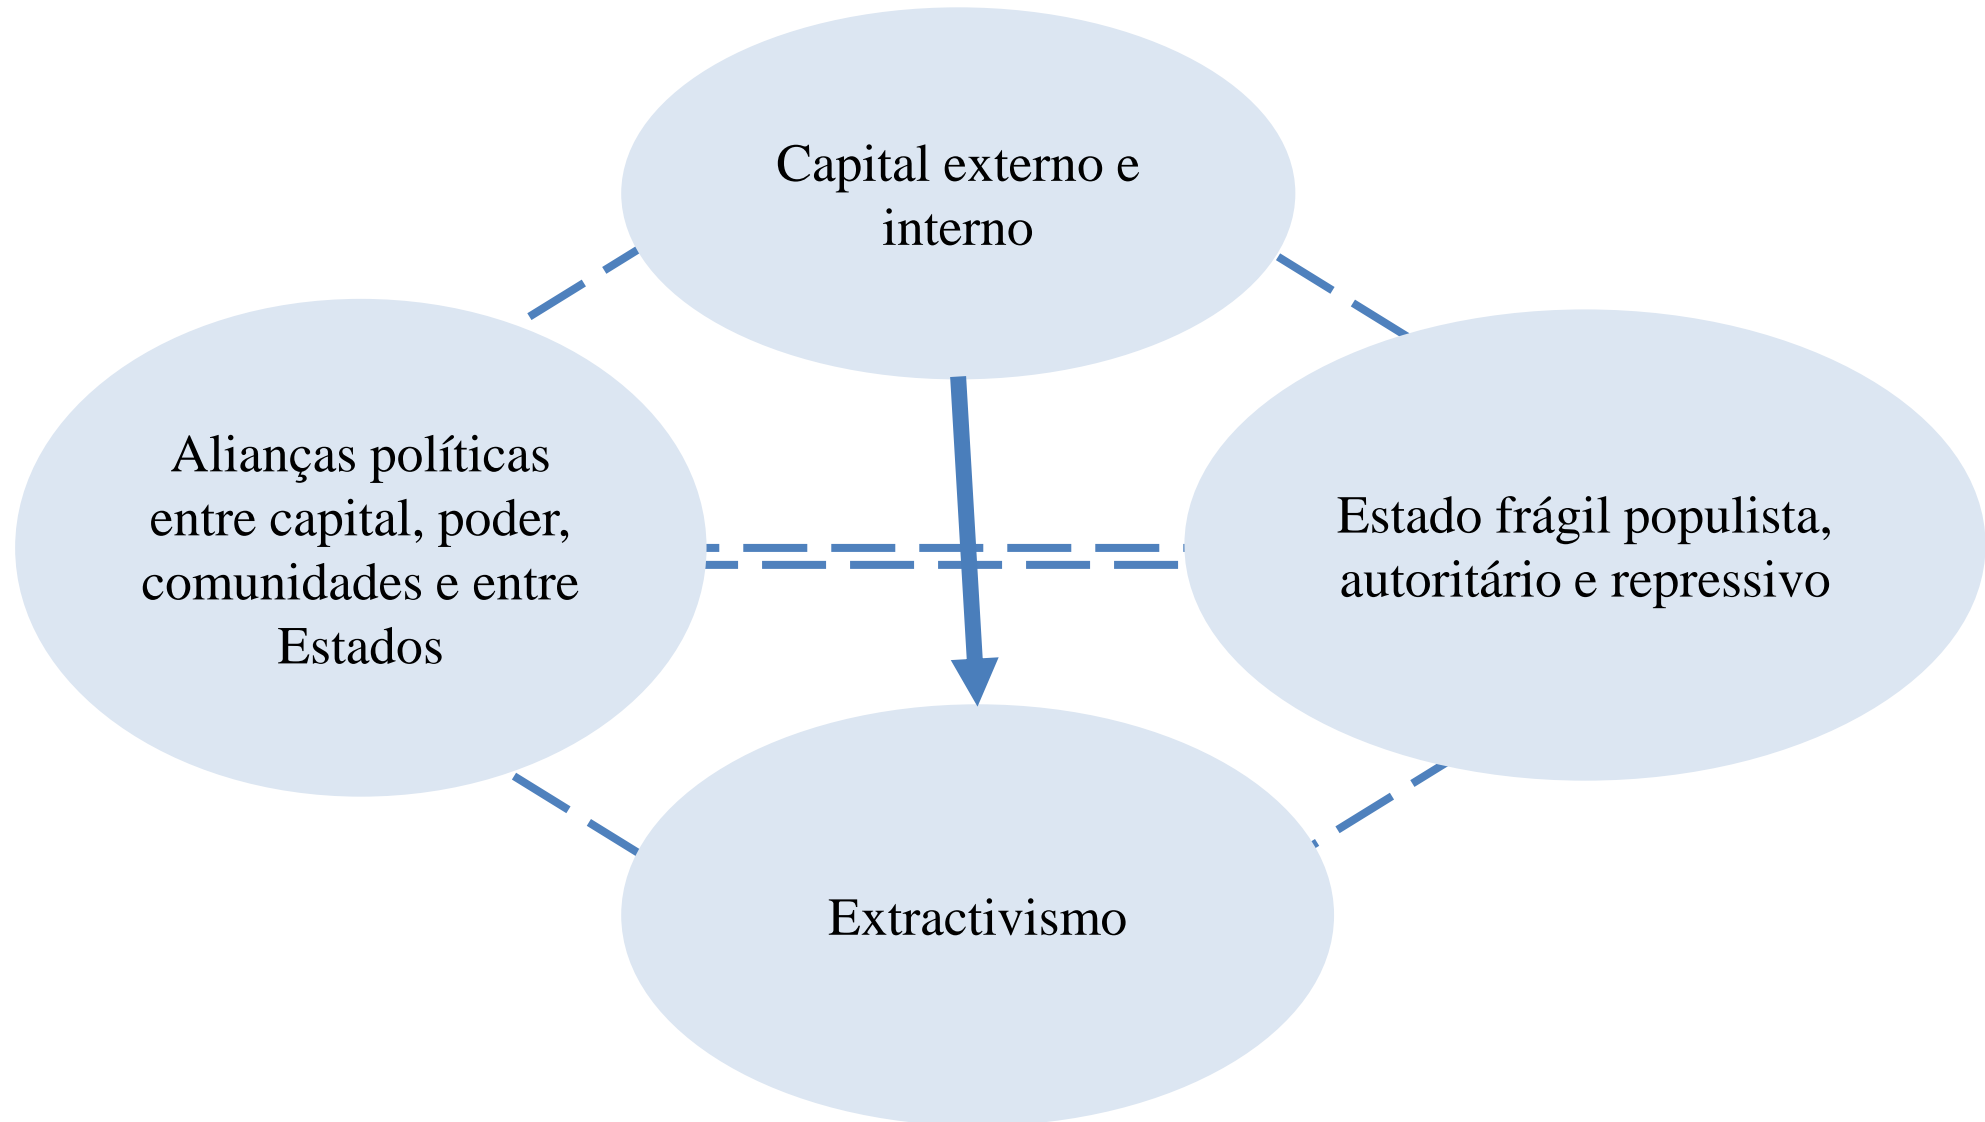 Capital externo e
interno
Alianças políticas
entre capital, poder,
comunidades e entre
Estados
Estado frágil populista,
autoritário e repressivo
Extractivismo